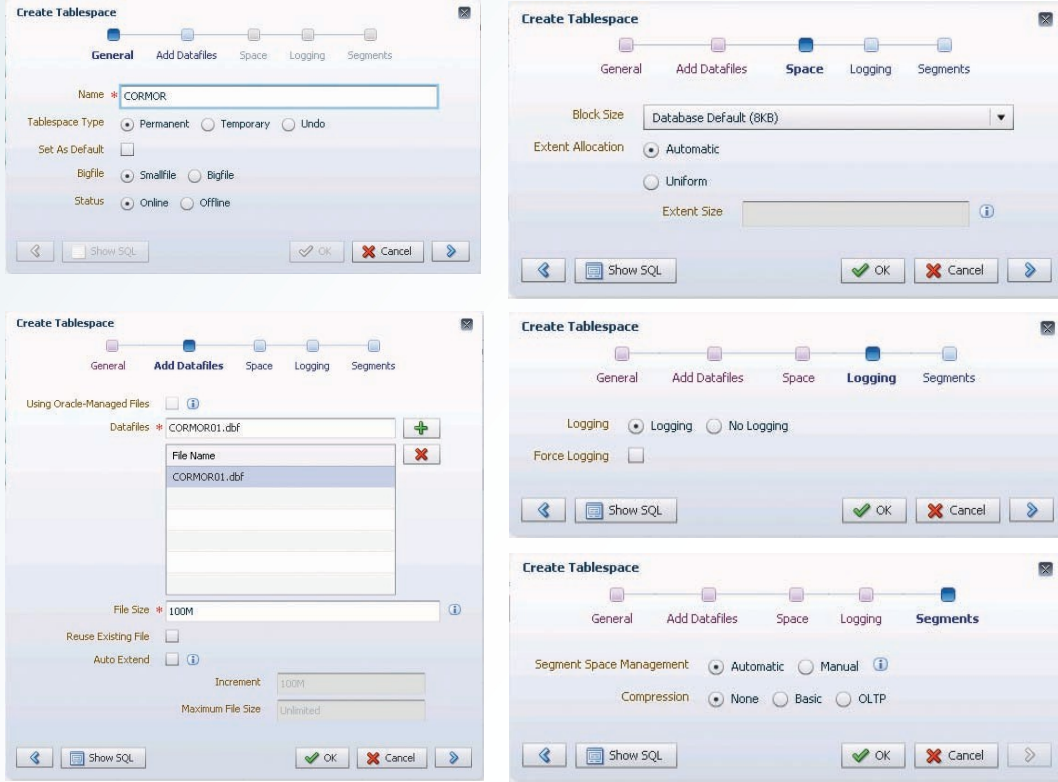 Create Tablespace
General Add Datafiles Space Logging Segments
Name * CORMOR
Tablespace Type Permanent Temporary Undo
Set As Default
Bigfile Smallfile Bigfile
Status Online Offline
Show SQL OK Cancel
Create Tablespace
General Add Datafiles Space Logging Segments
Using Oracle-Managed Files
Datafiles * CORMOR01.dbf
File Name
CORMOR01.dbf
File Size * 100M
Reuse Existing File
Auto Extend
Increment 100M
Maximum File Size Unlimited
Show SQL OK Cancel
Create Tablespace
General Add Datafiles Space Logging Segments
Block Size Database Default (8KB)
Extent Allocation Automatic
Uniform
Extent Size
Show SQL OK Cancel
Create Tablespace
General Add Datafiles Space Logging Segments
Logging Logging No Logging
Force Logging
Show SQL OK Cancel
Create Tablespace
General Add Datafiles Space Logging Segments
Segment Space Management Automatic Manual
Compression None Basic OLTP
Show SQL OK Cancel